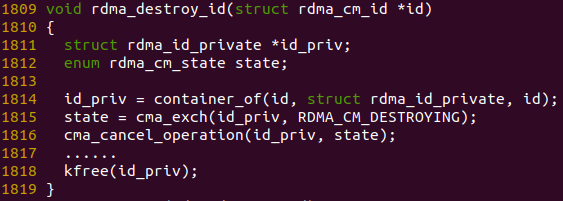 1809 void rdma_destroy_id(struct rdma_cm_id *id)
1810 {
1811   struct rdma_id_private *id_priv;
1812   enum rdma_cm_state state;
1813
1814   id_priv = container_of(id, struct rdma_id_private, id);
1815   state = cma_exch(id_priv, RDMA_CM_DESTROYING);
1816   cma_cancel_operation(id_priv, state);
1817   ......
1818   kfree(id_priv);
1819 }